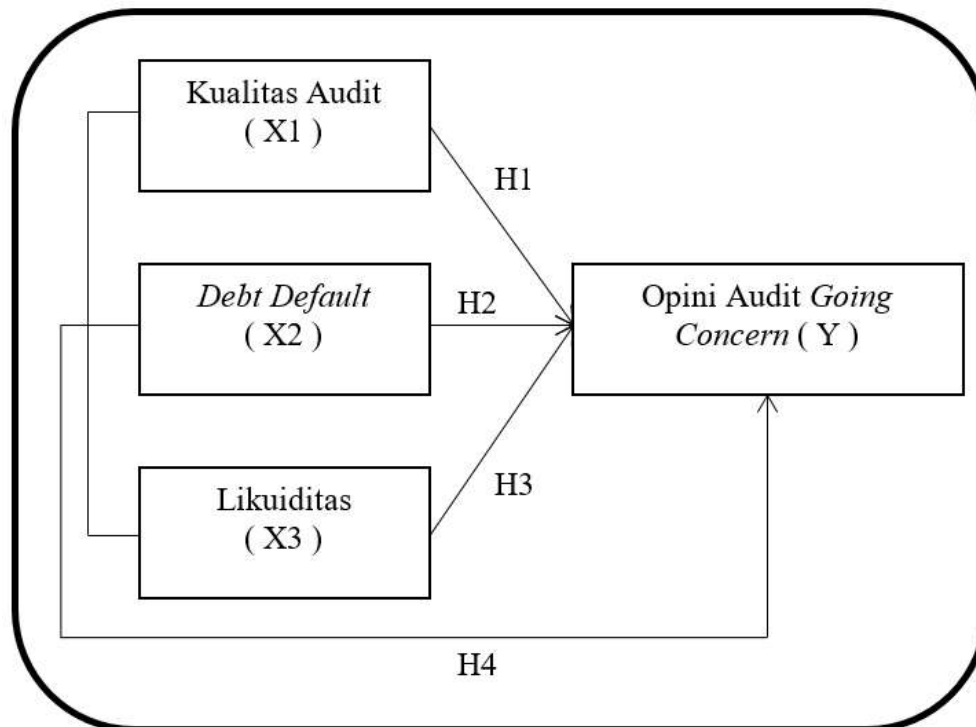 Kualitas Audit
( X1 )
H1
Debt Default
( X2 )
H2
Opini Audit Going
Concern ( Y )
Likuiditas
( X3 )
H3
H4